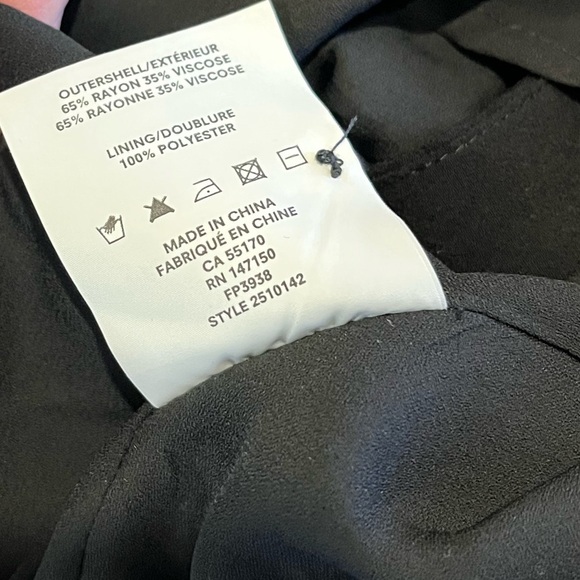 OUTERSHELL/EXTÉRIEUR
65% RAYON 35% VISCOSE
65% RAYONNE 35% VISCOSE
LINING/DOUBLURE
100% POLYESTER
MADE IN CHINA
FABRIQUÉ EN CHINE
CA 55170
RN 147150
FP3938
STYLE 2510142